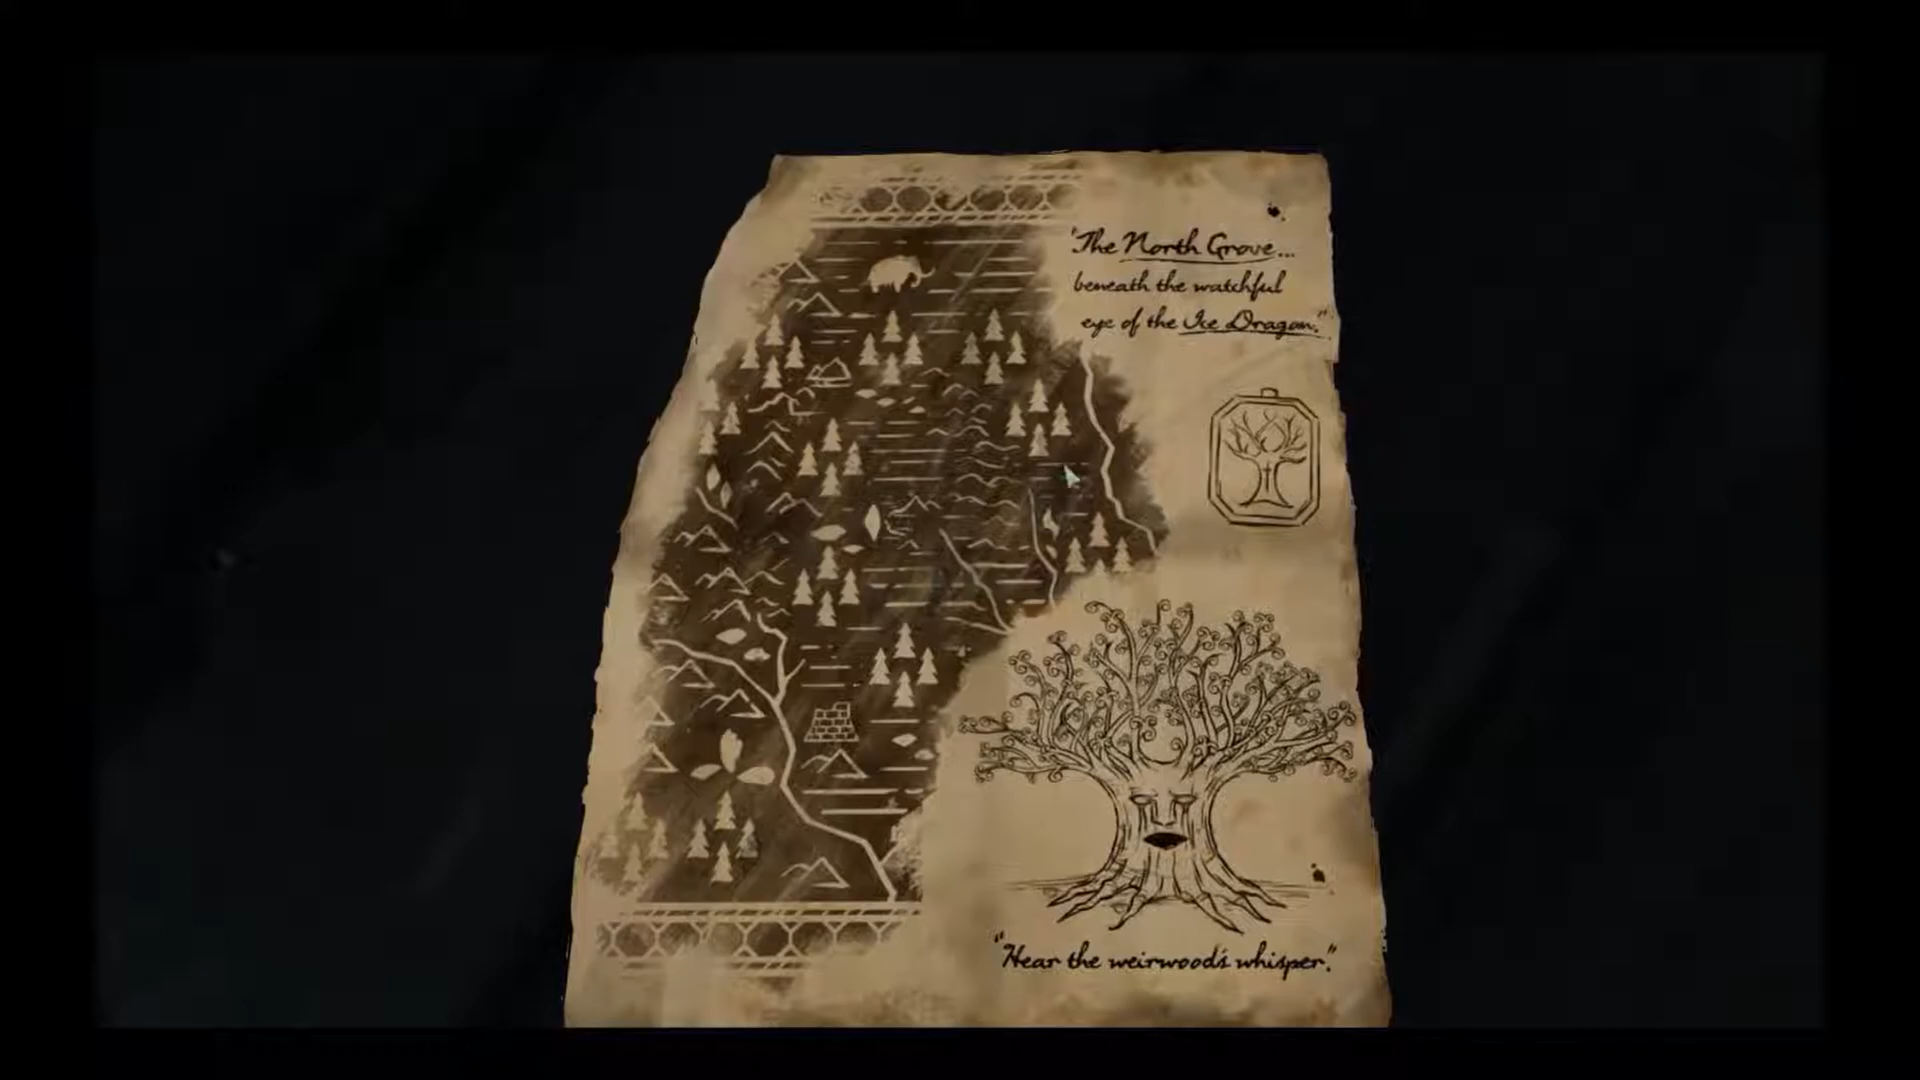 "The North Grove...
beneath the watchful
eye of the Ice Dragon."
"Hear the weirwood's whisper."